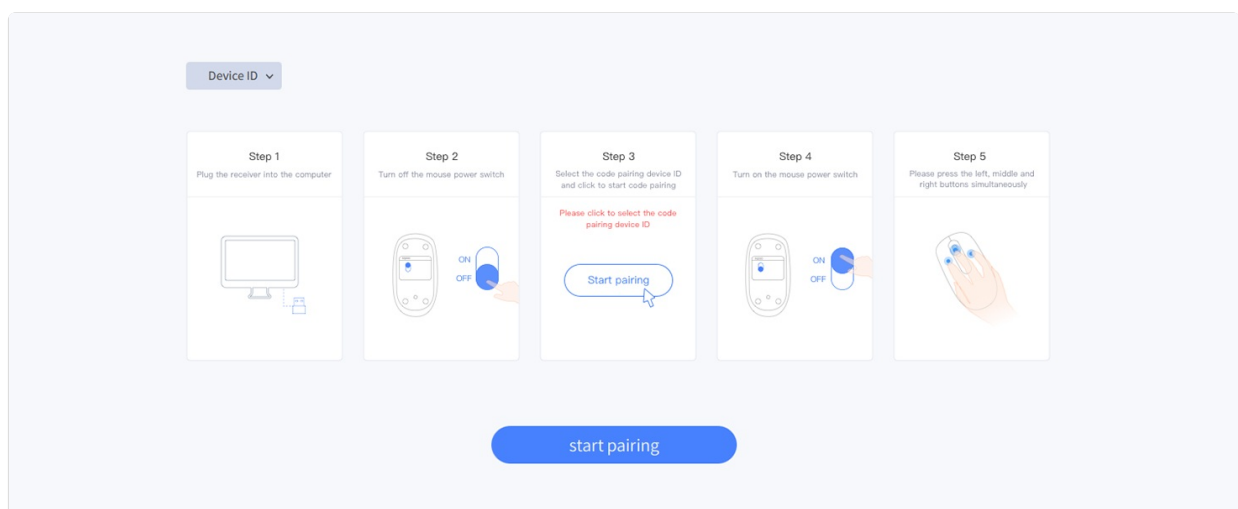 Device ID
Step 1
Plug the receiver into the computer
Step 2
Turn off the mouse power switch
ON
OFF
Step 3
Select the code pairing device ID
and click to start code pairing
Please click to select the code
pairing device ID
Start pairing
Step 4
Turn on the mouse power switch
ON
OFF
Step 5
Please press the left, middle and
right buttons simultaneously
start pairing